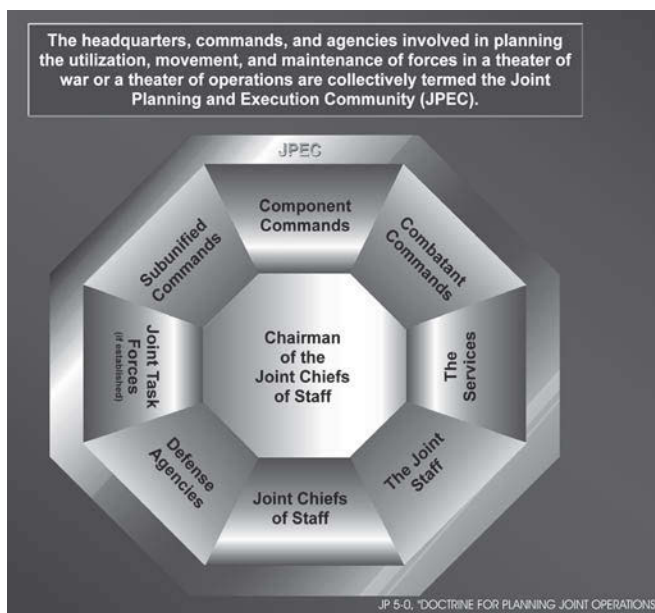 The headquarters, commands, and agencies involved in planning
the utilization, movement, and maintenance of forces in a theater of
war or a theater of operations are collectively termed the Joint
Planning and Execution Community (JPEC).
JPEC
Component
Commands
Subunified
Commands
Combatant
Commands
Joint Task
Forces
(if established)
Chairman
of the
Joint Chiefs
of Staff
The
Services
Defense
Agencies
The Joint
Staff
Joint Chiefs
of Staff
JP 5-0, "DOCTRINE FOR PLANNING JOINT OPERATIONS